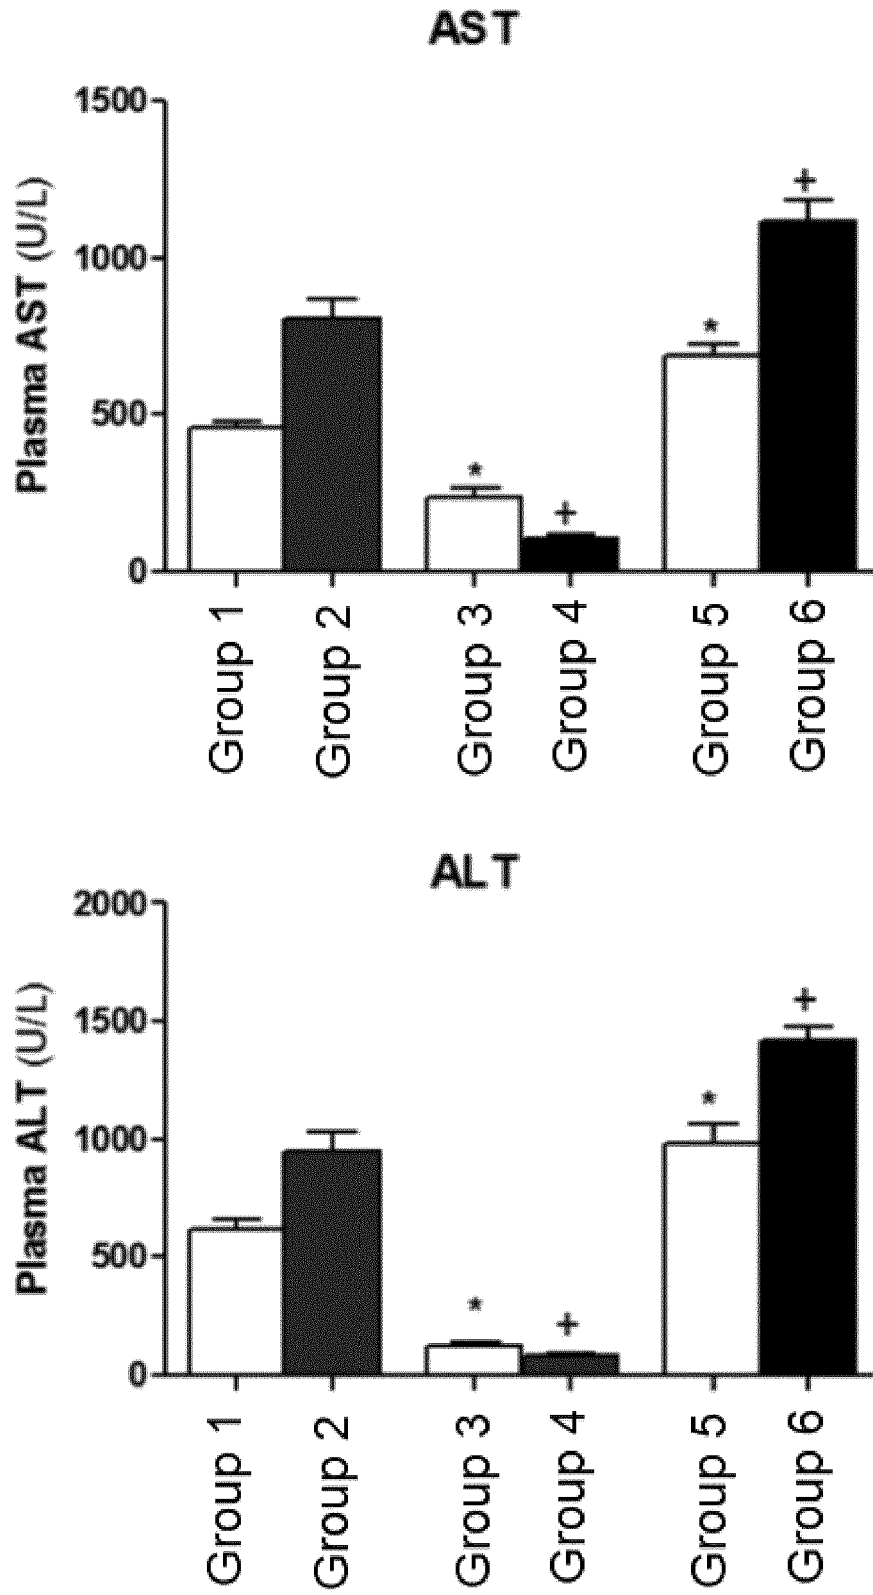 AST
Plasma AST (U/L)
1500
1000
500
0
+
*
*
+
Group 1
Group 2
Group 3
Group 4
Group 5
Group 6
ALT
Plasma ALT (U/L)
2000
1500
1000
500
0
+
*
*
+
Group 1
Group 2
Group 3
Group 4
Group 5
Group 6